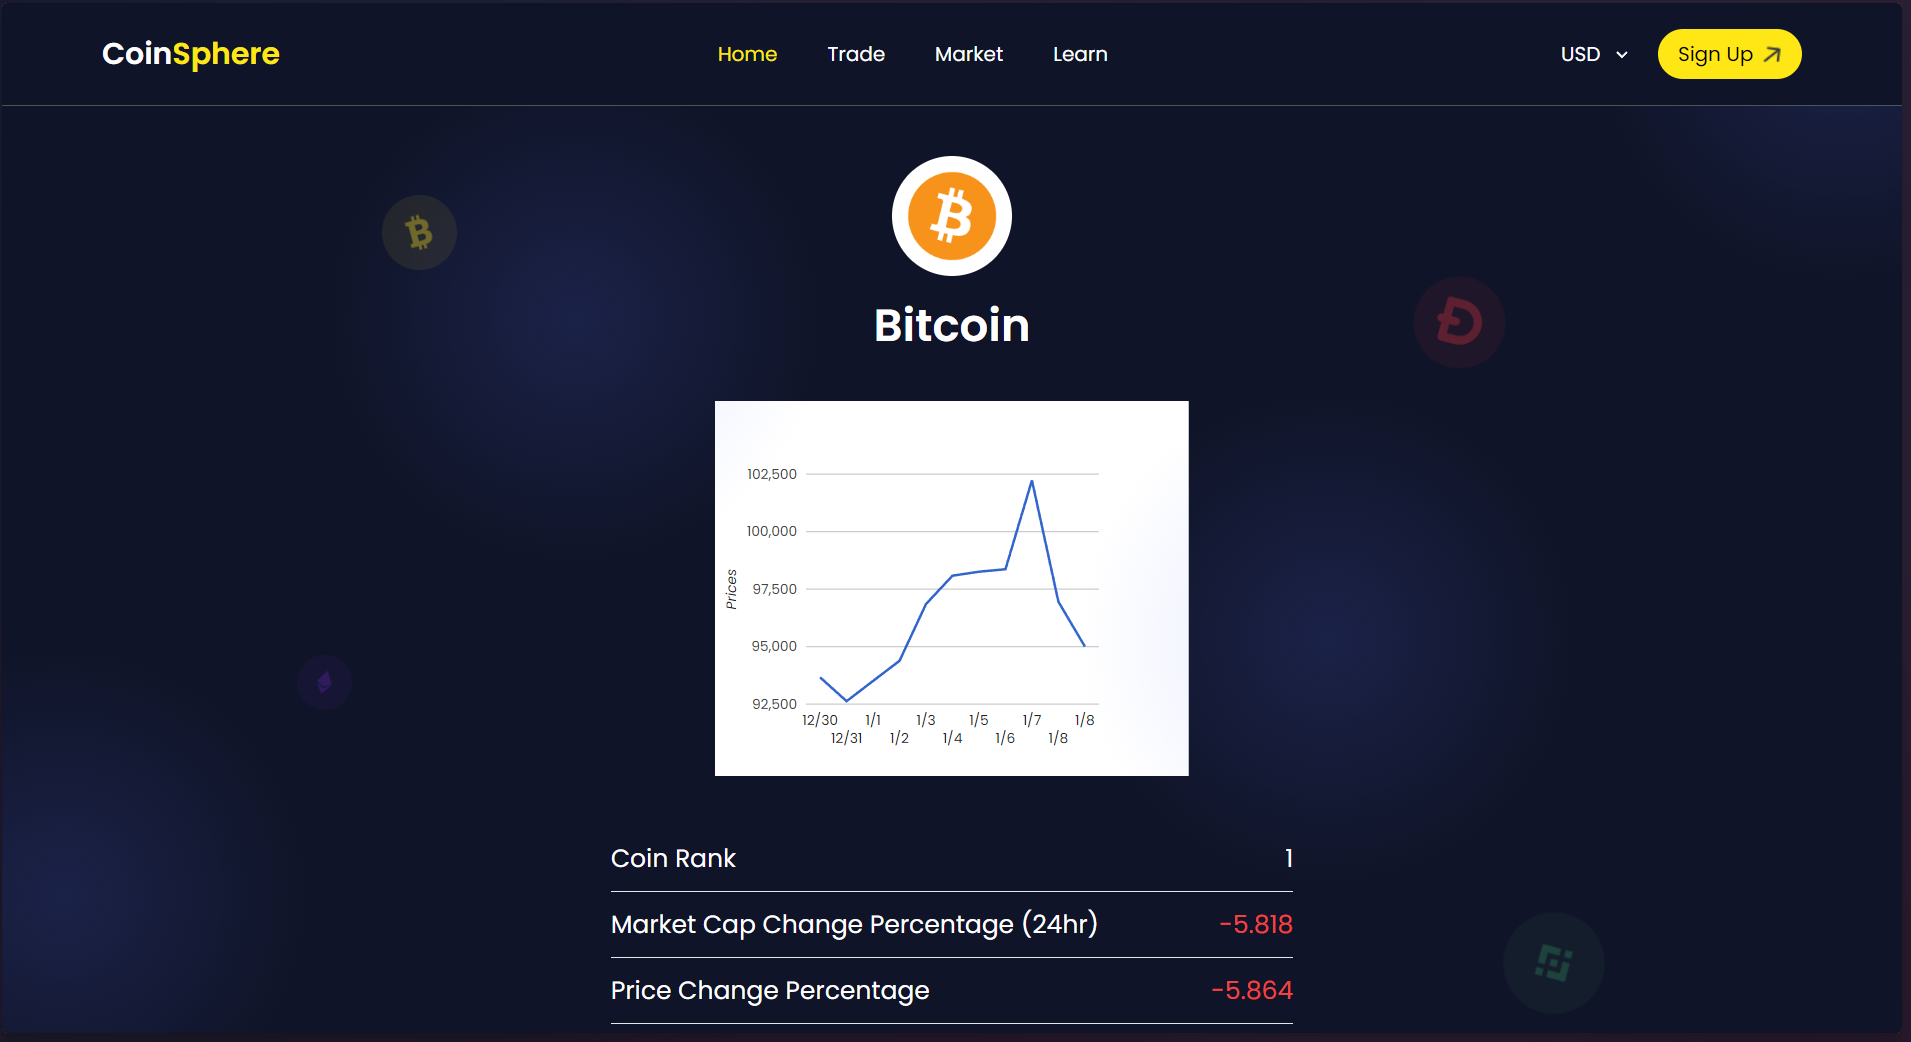 CoinSphere Home Trade Market Learn USD Sign Up
Bitcoin
102,500
100,000
97,500
95,000
92,500
Prices
12/30 1/1 1/3 1/5 1/7 1/8
12/31 1/2 1/4 1/6 1/8
Coin Rank 1
Market Cap Change Percentage (24hr) -5.818
Price Change Percentage -5.864